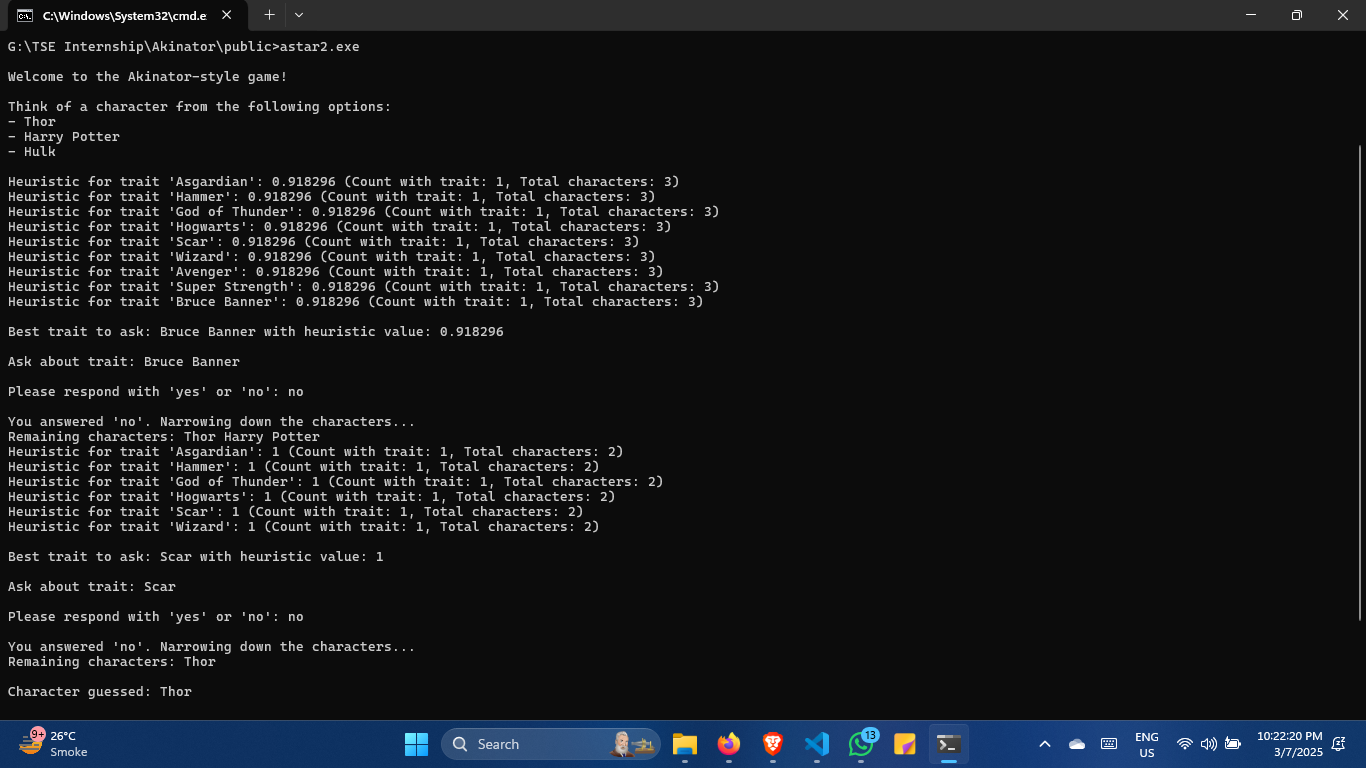 C:\Windows\System32\cmd.e
G:\TSE Internship\Akinator\public>astar2.exe
Welcome to the Akinator-style game!
Think of a character from the following options:
- Thor
- Harry Potter
- Hulk
Heuristic for trait 'Asgardian': 0.918296 (Count with trait: 1, Total characters: 3)
Heuristic for trait 'Hammer': 0.918296 (Count with trait: 1, Total characters: 3)
Heuristic for trait 'God of Thunder': 0.918296 (Count with trait: 1, Total characters: 3)
Heuristic for trait 'Hogwarts': 0.918296 (Count with trait: 1, Total characters: 3)
Heuristic for trait 'Scar': 0.918296 (Count with trait: 1, Total characters: 3)
Heuristic for trait 'Wizard': 0.918296 (Count with trait: 1, Total characters: 3)
Heuristic for trait 'Avenger': 0.918296 (Count with trait: 1, Total characters: 3)
Heuristic for trait 'Super Strength': 0.918296 (Count with trait: 1, Total characters: 3)
Heuristic for trait 'Bruce Banner': 0.918296 (Count with trait: 1, Total characters: 3)
Best trait to ask: Bruce Banner with heuristic value: 0.918296
Ask about trait: Bruce Banner
Please respond with 'yes' or 'no': no
You answered 'no'. Narrowing down the characters...
Remaining characters: Thor Harry Potter
Heuristic for trait 'Asgardian': 1 (Count with trait: 1, Total characters: 2)
Heuristic for trait 'Hammer': 1 (Count with trait: 1, Total characters: 2)
Heuristic for trait 'God of Thunder': 1 (Count with trait: 1, Total characters: 2)
Heuristic for trait 'Hogwarts': 1 (Count with trait: 1, Total characters: 2)
Heuristic for trait 'Scar': 1 (Count with trait: 1, Total characters: 2)
Heuristic for trait 'Wizard': 1 (Count with trait: 1, Total characters: 2)
Best trait to ask: Scar with heuristic value: 1
Ask about trait: Scar
Please respond with 'yes' or 'no': no
You answered 'no'. Narrowing down the characters...
Remaining characters: Thor
Character guessed: Thor
9+
26°C
Smoke
Search
13
ENG
US
10:22:20 PM
3/7/2025